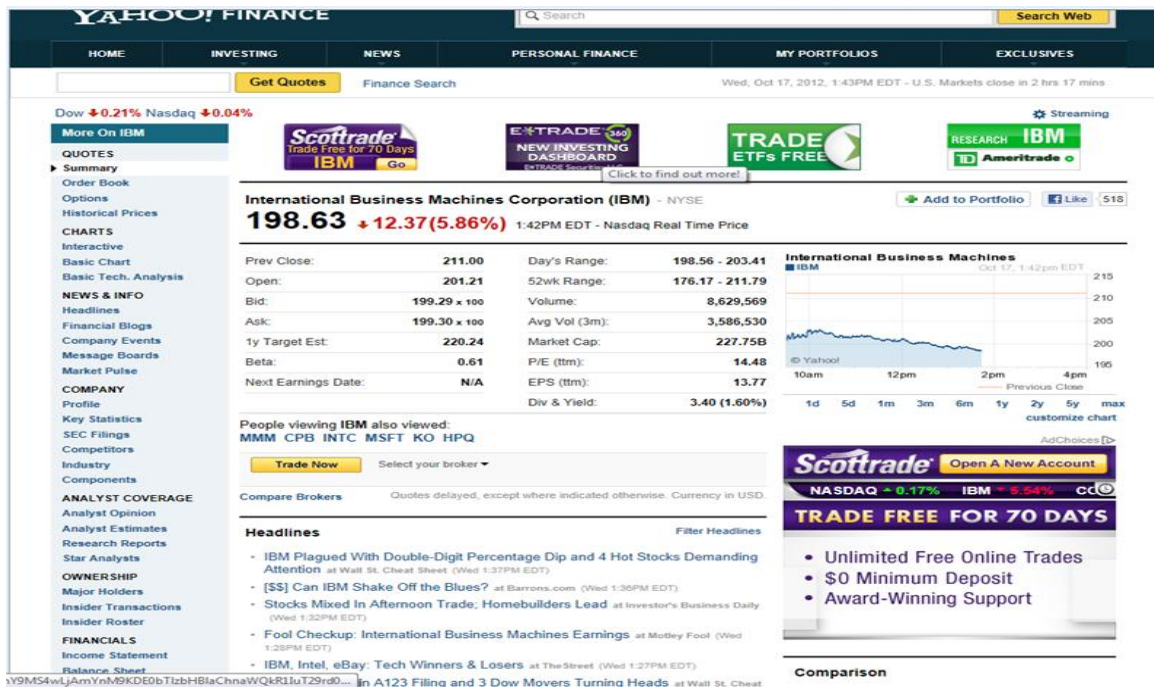 YAHOO! FINANCE
Search
Search Web
HOME INVESTING NEWS PERSONAL FINANCE MY PORTFOLIOS EXCLUSIVES
Get Quotes Finance Search Wed, Oct 17, 2012, 1:43PM EDT - U.S. Markets close in 2 hrs 17 mins
Dow 0.21% Nasdaq 0.04%
Streaming
More On IBM
QUOTES
Summary
Order Book
Options
Historical Prices
CHARTS
Interactive
Basic Chart
Basic Tech. Analysis
NEWS & INFO
Headlines
Financial Blogs
Company Events
Message Boards
Market Pulse
COMPANY
Profile
Key Statistics
SEC Filings
Competitors
Industry
Components
ANALYST COVERAGE
Analyst Opinion
Analyst Estimates
Research Reports
Star Analysts
OWNERSHIP
Major Holders
Insider Transactions
Insider Roster
FINANCIALS
Income Statement
Balance Sheet
Scottrade
Trade Free for 70 Days
IBM Go
E*TRADE 360
NEW INVESTING
DASHBOARD
E*TRADE Securities
Click to find out more!
TRADE
ETFs FREE
RESEARCH IBM
TD Ameritrade
International Business Machines Corporation (IBM) - NYSE
Add to Portfolio Like 518
198.63 12.37(5.86%) 1:42PM EDT - Nasdaq Real Time Price
Prev Close: 211.00
Open: 201.21
Bid: 199.29 x 100
Ask: 199.30 x 100
1y Target Est: 220.24
Beta: 0.61
Next Earnings Date: N/A
Day's Range: 198.56 - 203.41
52wk Range: 176.17 - 211.79
Volume: 8,629,569
Avg Vol (3m): 3,586,530
Market Cap: 227.75B
P/E (ttm): 14.48
EPS (ttm): 13.77
Div & Yield: 3.40 (1.60%)
International Business Machines
IBM Oct 17, 1:42pm EDT
215
210
205
200
195
© Yahoo!
10am 12pm 2pm 4pm
Previous Close
1d 5d 1m 3m 6m 1y 2y 5y max
customize chart
People viewing IBM also viewed:
MMM CPB INTC MSFT KO HPQ
Trade Now Select your broker
Compare Brokers Quotes delayed, except where indicated otherwise. Currency in USD.
Headlines Filter Headlines
IBM Plagued With Double-Digit Percentage Dip and 4 Hot Stocks Demanding
Attention at Wall St. Cheat Sheet (Wed 1:37PM EDT)
[$$] Can IBM Shake Off the Blues? at Barrons.com (Wed 1:36PM EDT)
Stocks Mixed In Afternoon Trade; Homebuilders Lead at Investor's Business Daily
(Wed 1:32PM EDT)
Fool Checkup: International Business Machines Earnings at Motley Fool (Wed
1:28PM EDT)
IBM, Intel, eBay: Tech Winners & Losers at TheStreet (Wed 1:27PM EDT)
in A123 Filing and 3 Dow Movers Turning Heads at Wall St. Cheat
AdChoices
Scottrade Open A New Account
NASDAQ 0.17% IBM 5.54%
TRADE FREE FOR 70 DAYS
• Unlimited Free Online Trades
• $0 Minimum Deposit
• Award-Winning Support
Comparison